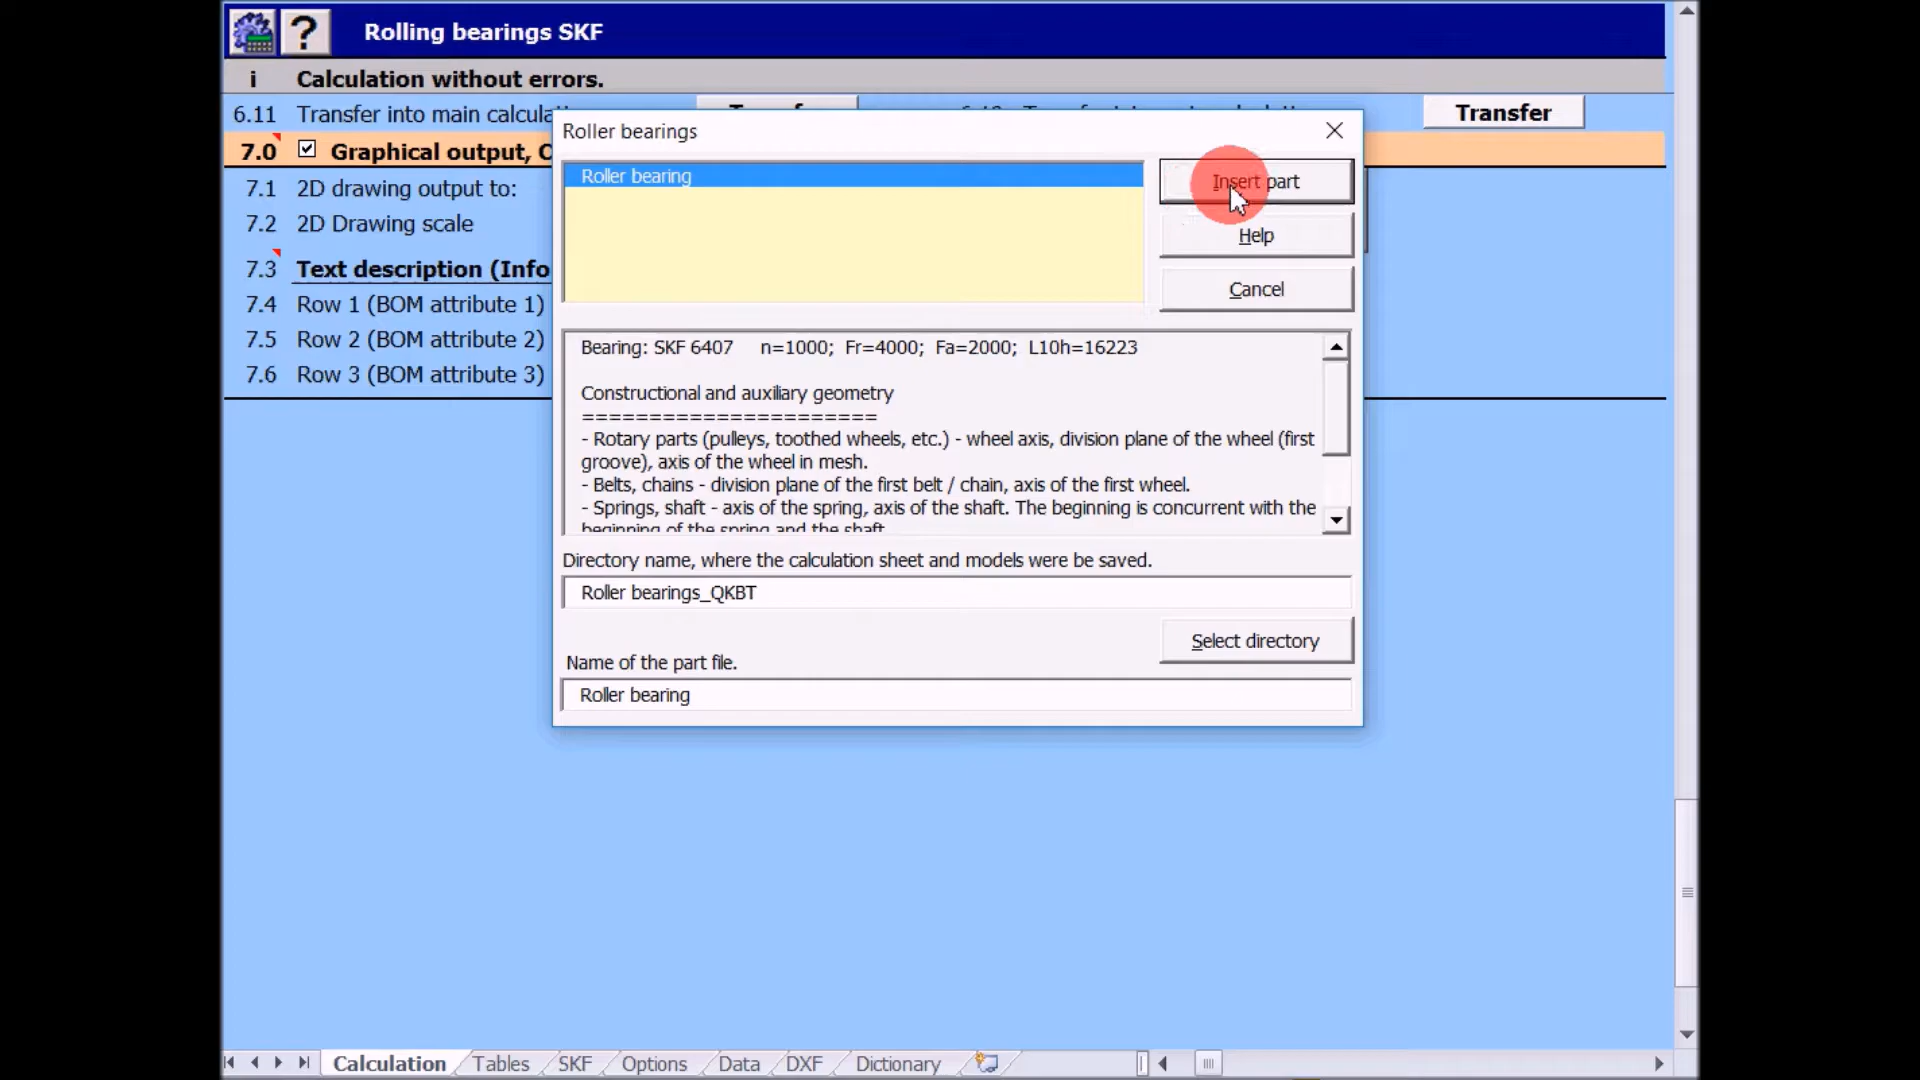 ? Rolling bearings SKF
i Calculation without errors.
6.11 Transfer into main calcula
Transfer
7.0 Graphical output, C
7.1 2D drawing output to:
7.2 2D Drawing scale
7.3 Text description (Info
7.4 Row 1 (BOM attribute 1)
7.5 Row 2 (BOM attribute 2)
7.6 Row 3 (BOM attribute 3)
Roller bearings
Roller bearing
Insert part
Help
Cancel
Bearing: SKF 6407 n=1000; Fr=4000; Fa=2000; L10h=16223
Constructional and auxiliary geometry
======================
- Rotary parts (pulleys, toothed wheels, etc.) - wheel axis, division plane of the wheel (first
groove), axis of the wheel in mesh.
- Belts, chains - division plane of the first belt / chain, axis of the first wheel.
- Springs, shaft - axis of the spring, axis of the shaft. The beginning is concurrent with the
beginning of the spring and the shaft.
Directory name, where the calculation sheet and models were be saved.
Roller bearings_QKBT
Select directory
Name of the part file.
Roller bearing
Calculation Tables SKF Options Data DXF Dictionary